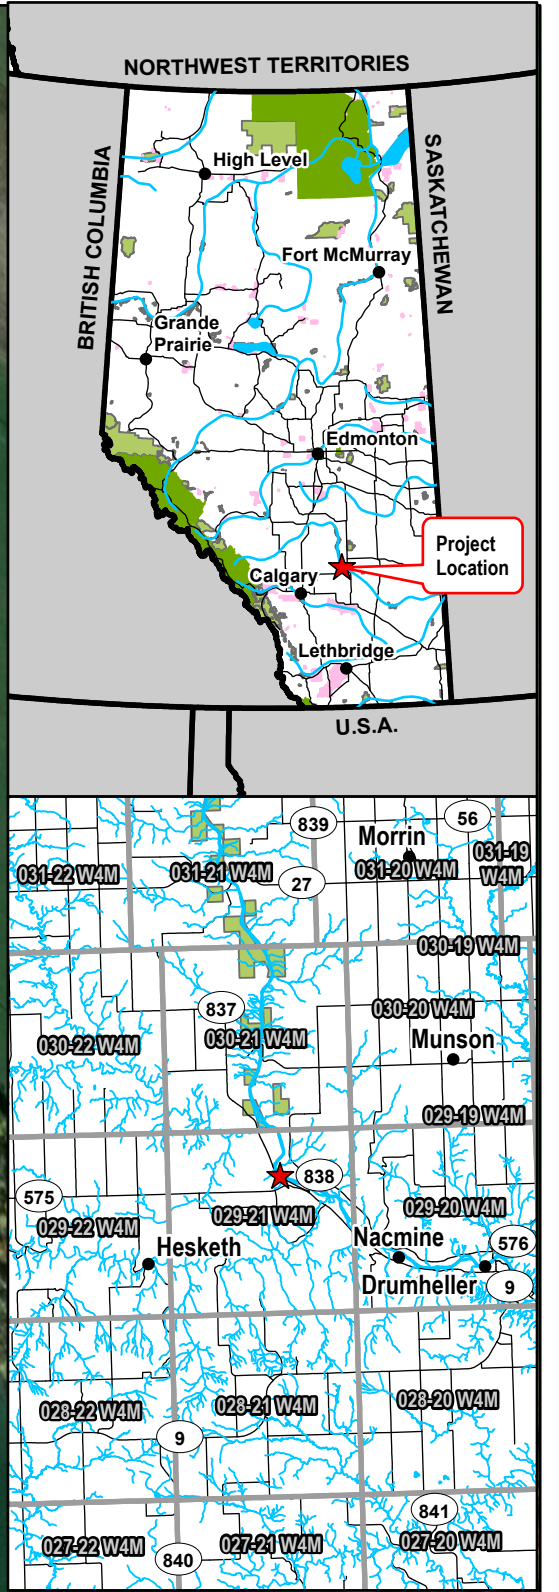 NORTHWEST TERRITORIES
BRITISH COLUMBIA
SASKATCHEWAN
High Level
Fort McMurray
Grande
Prairie
Edmonton
Project
Location
Calgary
Lethbridge
U.S.A.
839
56
Morrin
031-22 W4M
031-21 W4M
031-20 W4M
031-19
W4M
27
030-19 W4M
837
030-20 W4M
030-22 W4M
030-21 W4M
Munson
029-19 W4M
838
575
029-20 W4M
029-22 W4M
029-21 W4M
Hesketh
Nacmine
576
Drumheller
9
028-22 W4M
028-21 W4M
028-20 W4M
9
841
027-22 W4M
027-21 W4M
027-20 W4M
840